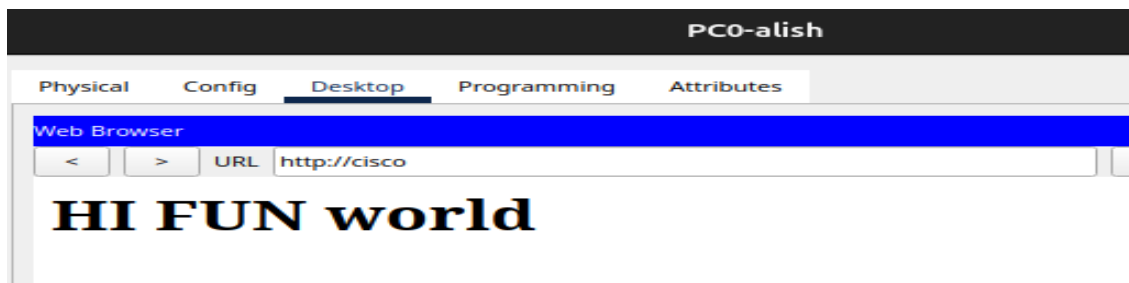 PC0-alish
Physical Config Desktop Programming Attributes
Web Browser
< > URL http://cisco
HI FUN world